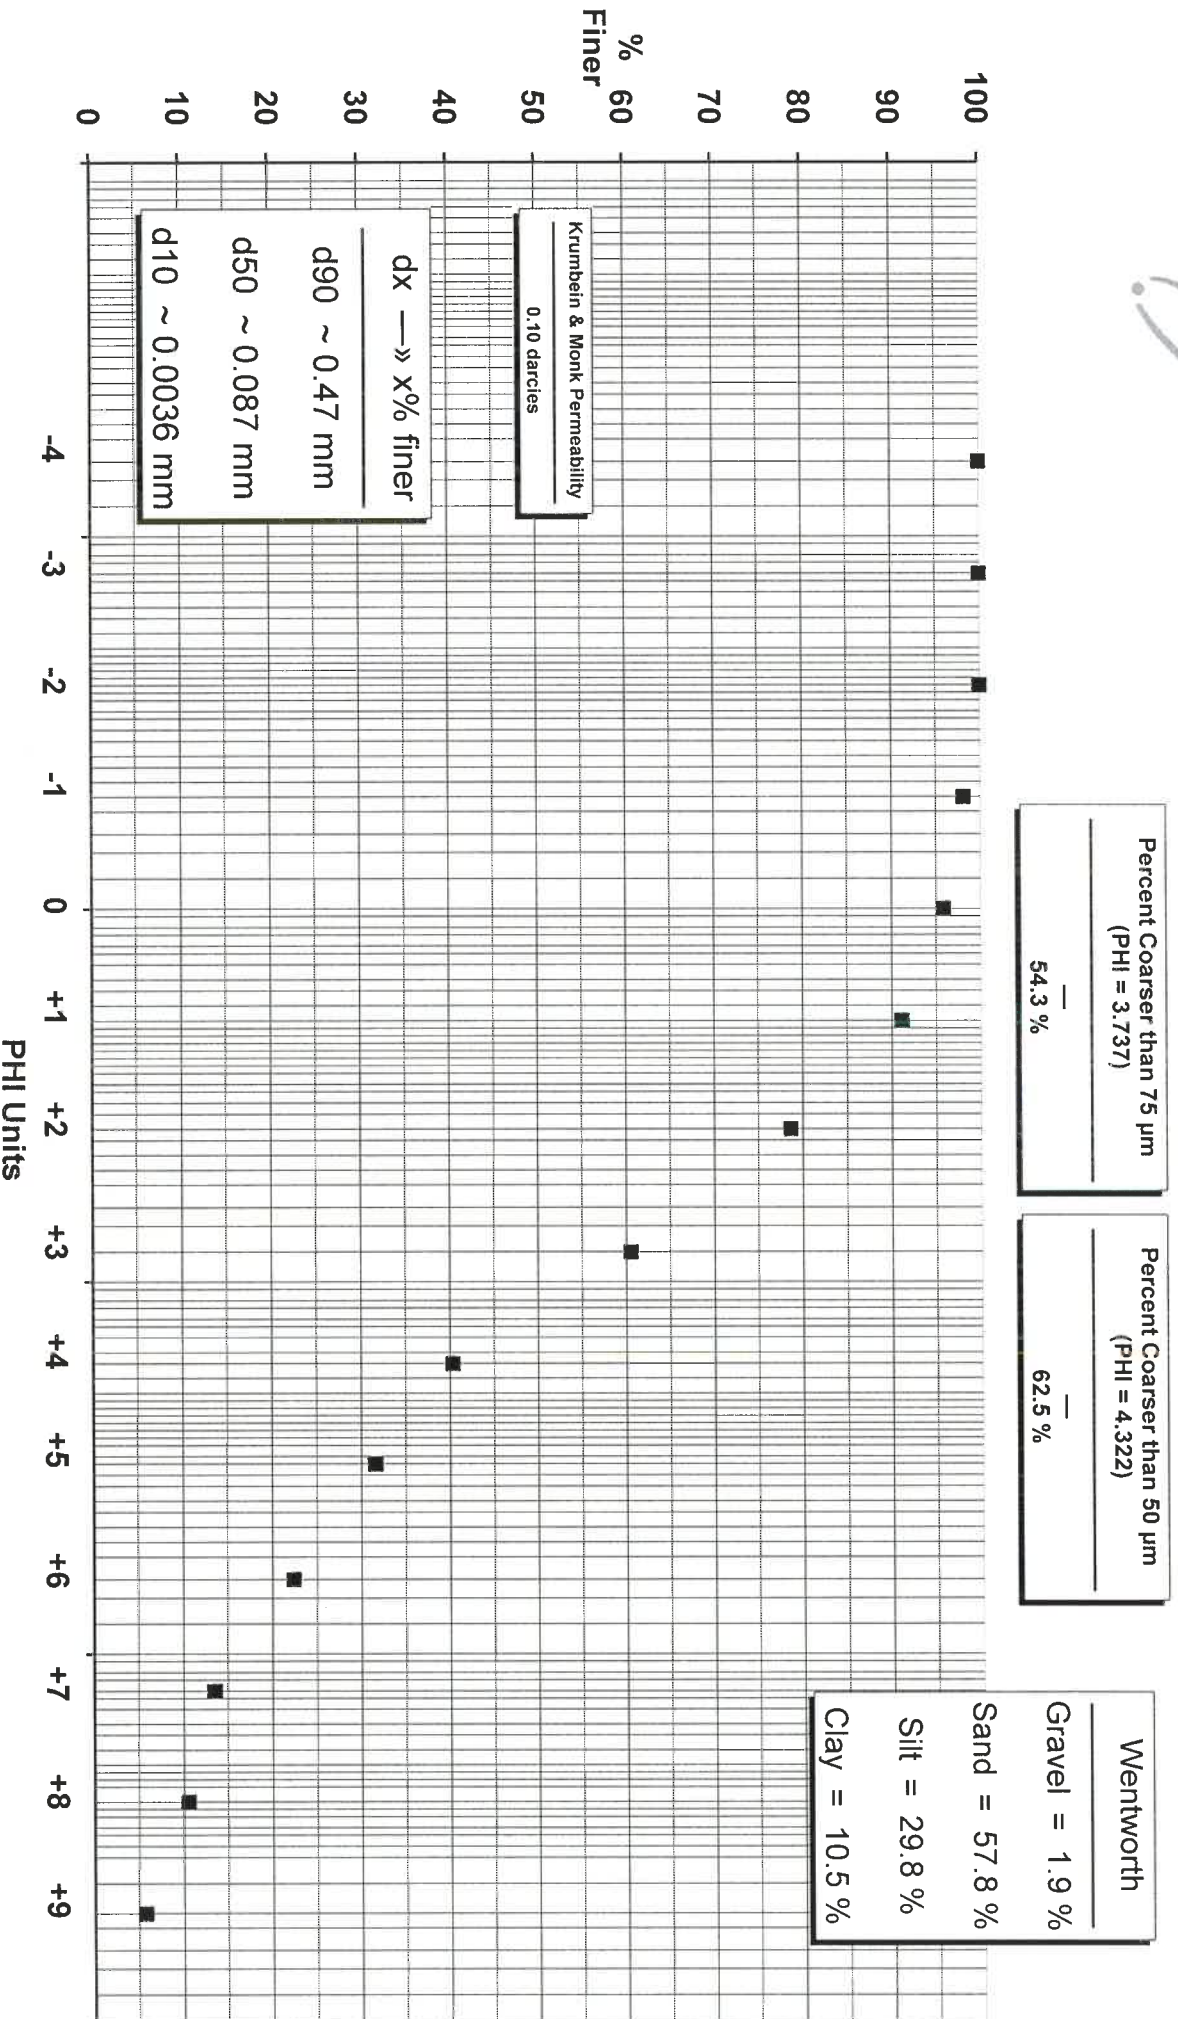 Percent Coarser than 75 µm
(PHI = 3.737)
—
54.3 %
Percent Coarser than 50 µm
(PHI = 4.322)
—
62.5 %
Wentworth
Gravel = 1.9 %
Sand = 57.8 %
Silt = 29.8 %
Clay = 10.5 %
%
Finer
100
90
80
70
60
50
40
30
20
10
0
Krumbein & Monk Permeability
0.10 darcies
dx —» x% finer
d90 ~ 0.47 mm
d50 ~ 0.087 mm
d10 ~ 0.0036 mm
-4 -3 -2 -1 0 +1 +2 +3 +4 +5 +6 +7 +8 +9
PHI Units